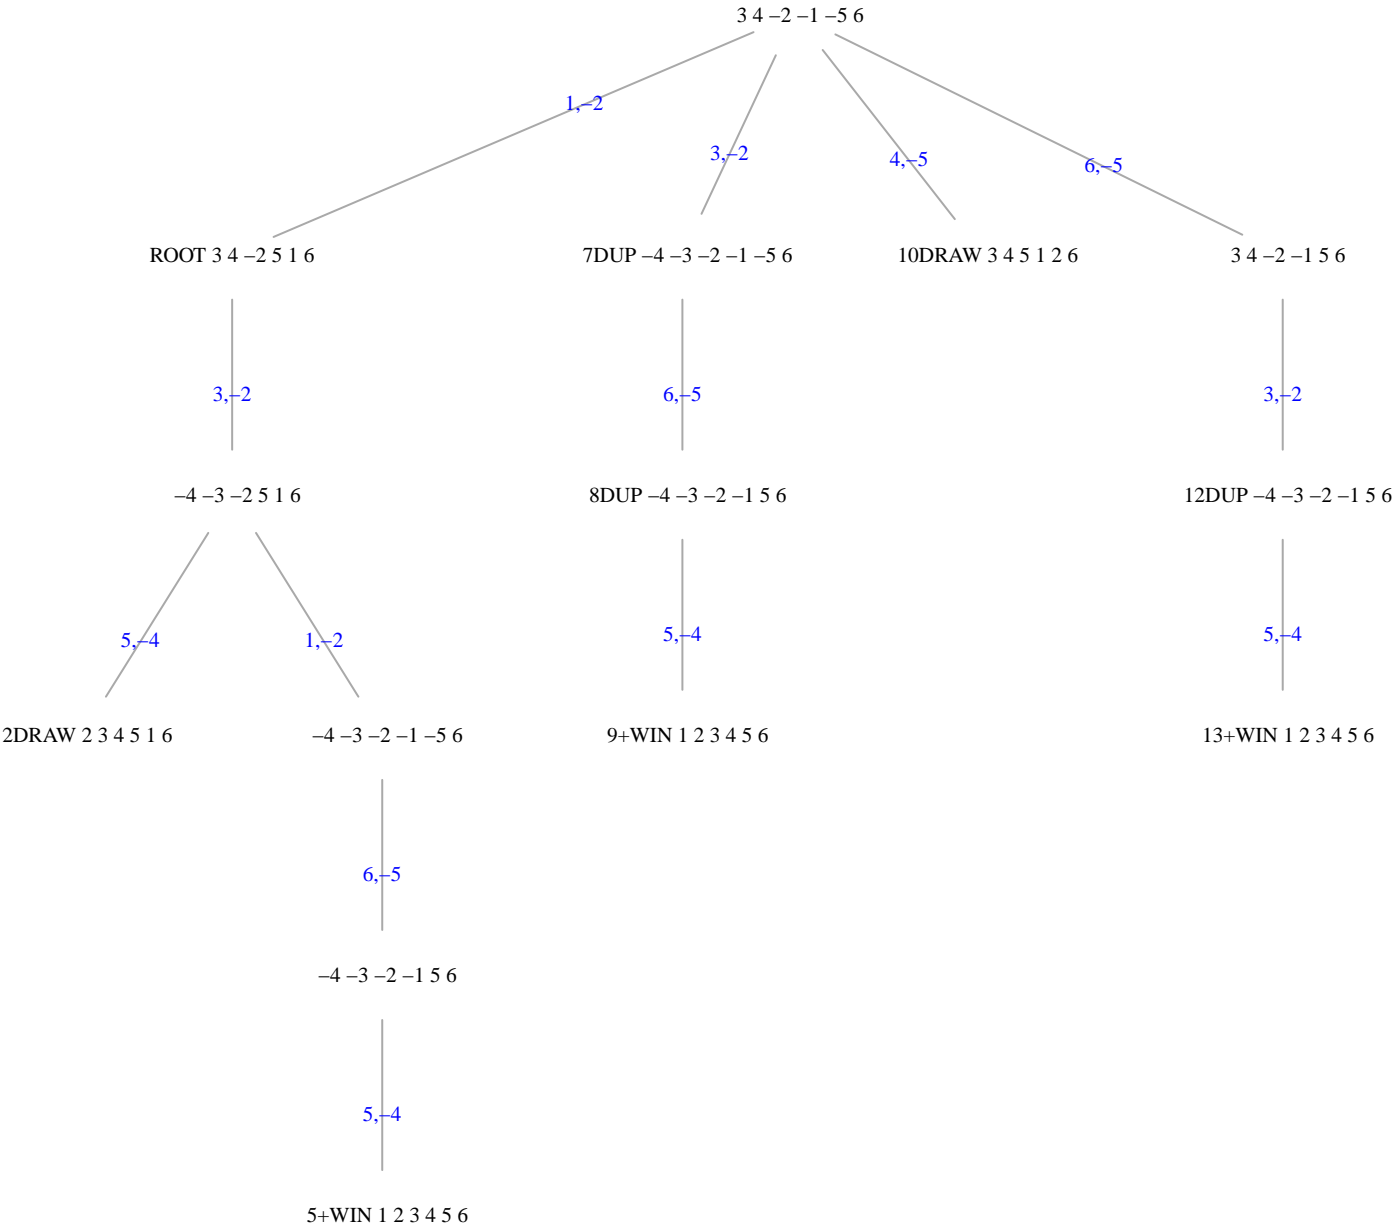 3 4 –2 –1 –5 6
1,–2
3,–2
4,–5
6,–5
ROOT 3 4 –2 5 1 6
7DUP –4 –3 –2 –1 –5 6
10DRAW 3 4 5 1 2 6
3 4 –2 –1 5 6
3,–2
6,–5
3,–2
–4 –3 –2 5 1 6
8DUP –4 –3 –2 –1 5 6
12DUP –4 –3 –2 –1 5 6
5,–4
1,–2
5,–4
5,–4
2DRAW 2 3 4 5 1 6
–4 –3 –2 –1 –5 6
9+WIN 1 2 3 4 5 6
13+WIN 1 2 3 4 5 6
6,–5
–4 –3 –2 –1 5 6
5,–4
5+WIN 1 2 3 4 5 6